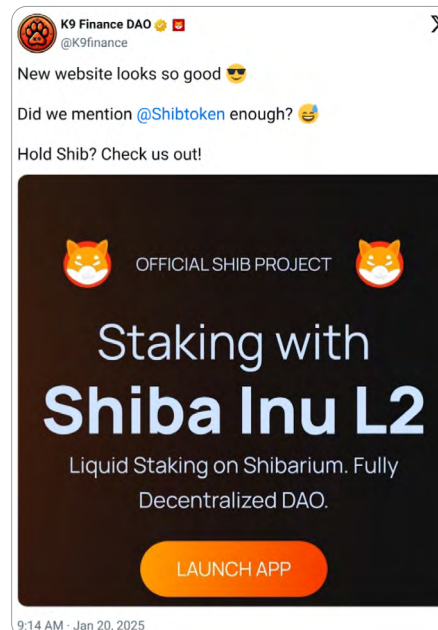 K9 Finance DAO
@K9finance
New website looks so good 😎
Did we mention @Shibtoken enough? 😅
Hold Shib? Check us out!
OFFICIAL SHIB PROJECT
Staking with
Shiba Inu L2
Liquid Staking on Shibarium. Fully
Decentralized DAO.
LAUNCH APP
9:14 AM · Jan 20, 2025